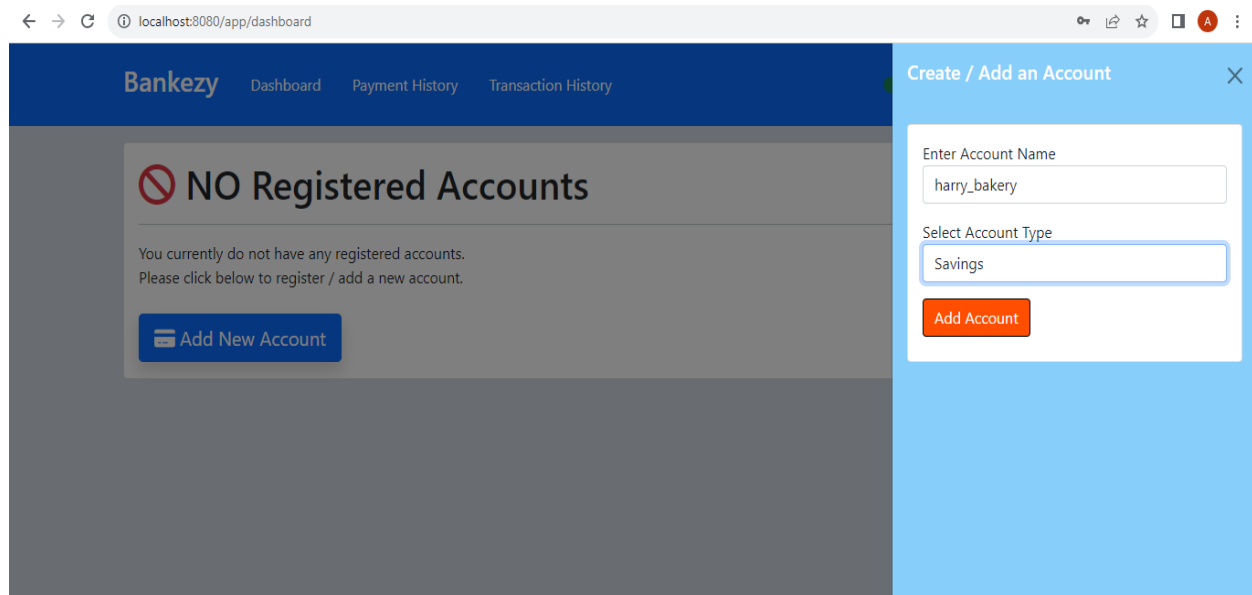 localhost:8080/app/dashboard
A
Bankezy Dashboard Payment History Transaction History
NO Registered Accounts
You currently do not have any registered accounts.
Please click below to register / add a new account.
Add New Account
Create / Add an Account
Enter Account Name
harry_bakery
Select Account Type
Savings
Add Account